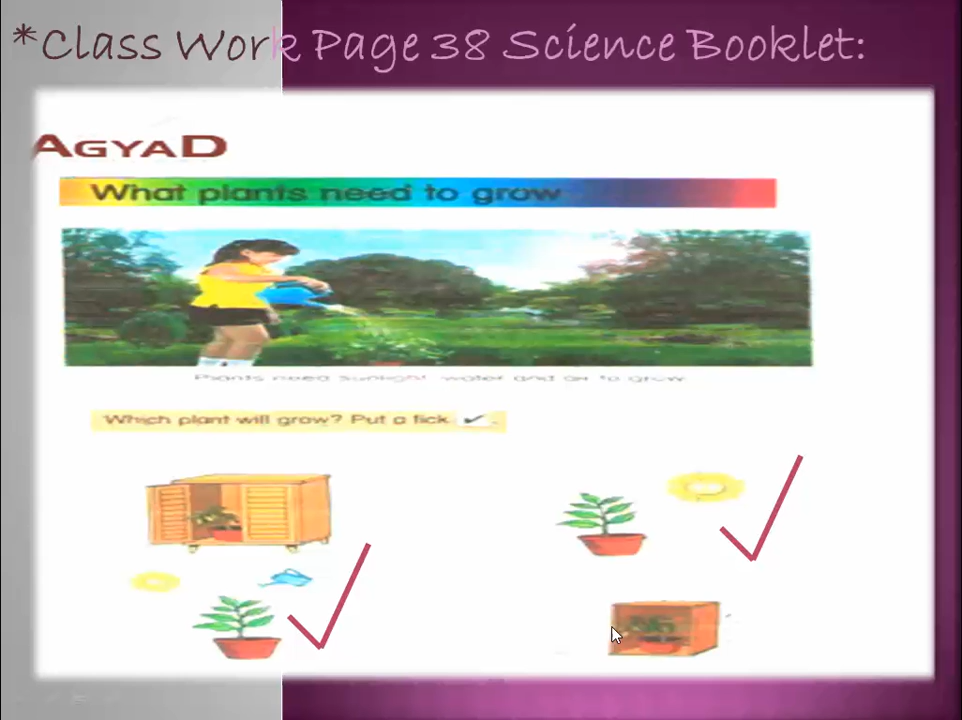 *Class Work Page 38 Science Booklet:
AGYAD
What plants need to grow
Plants need sunlight, water and air to grow.
Which plant will grow? Put a tick ✓.